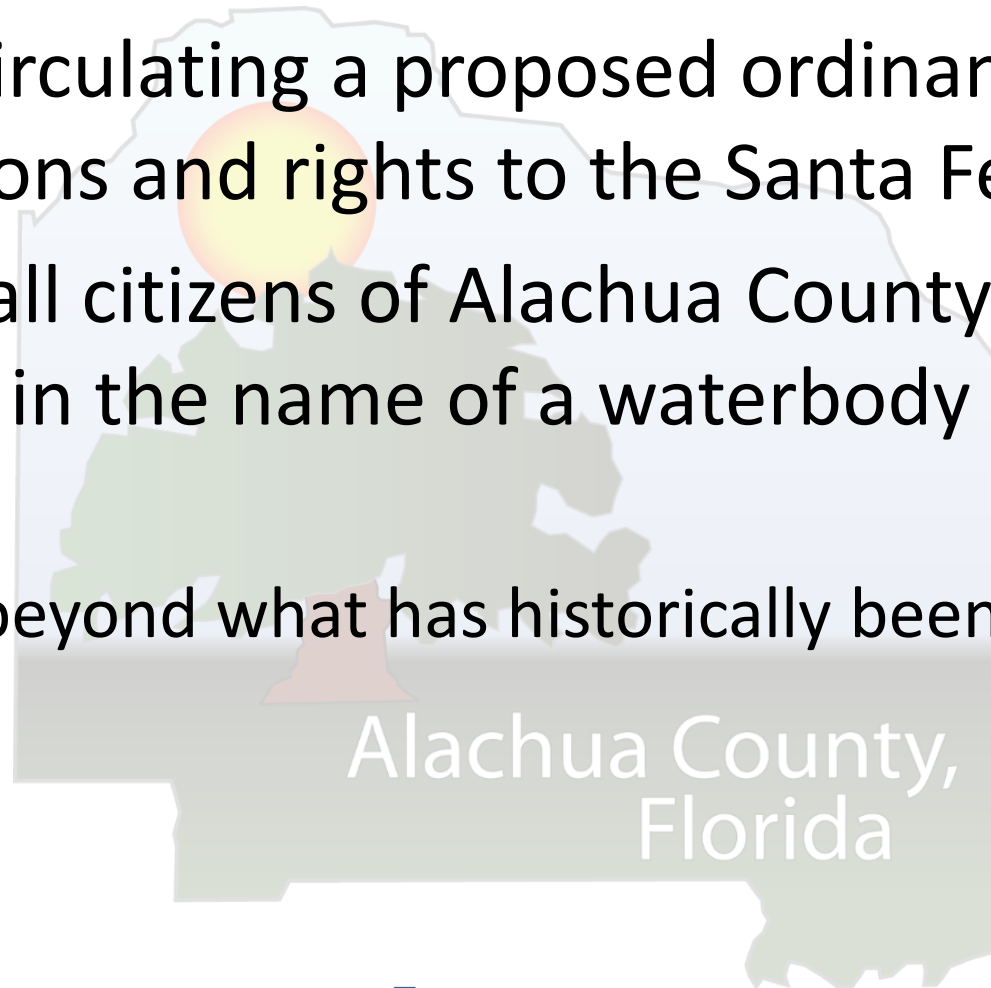 irculating a proposed ordinan
ons and rights to the Santa Fe
all citizens of Alachua County
in the name of a waterbody
beyond what has historically been
Alachua County,
Florida